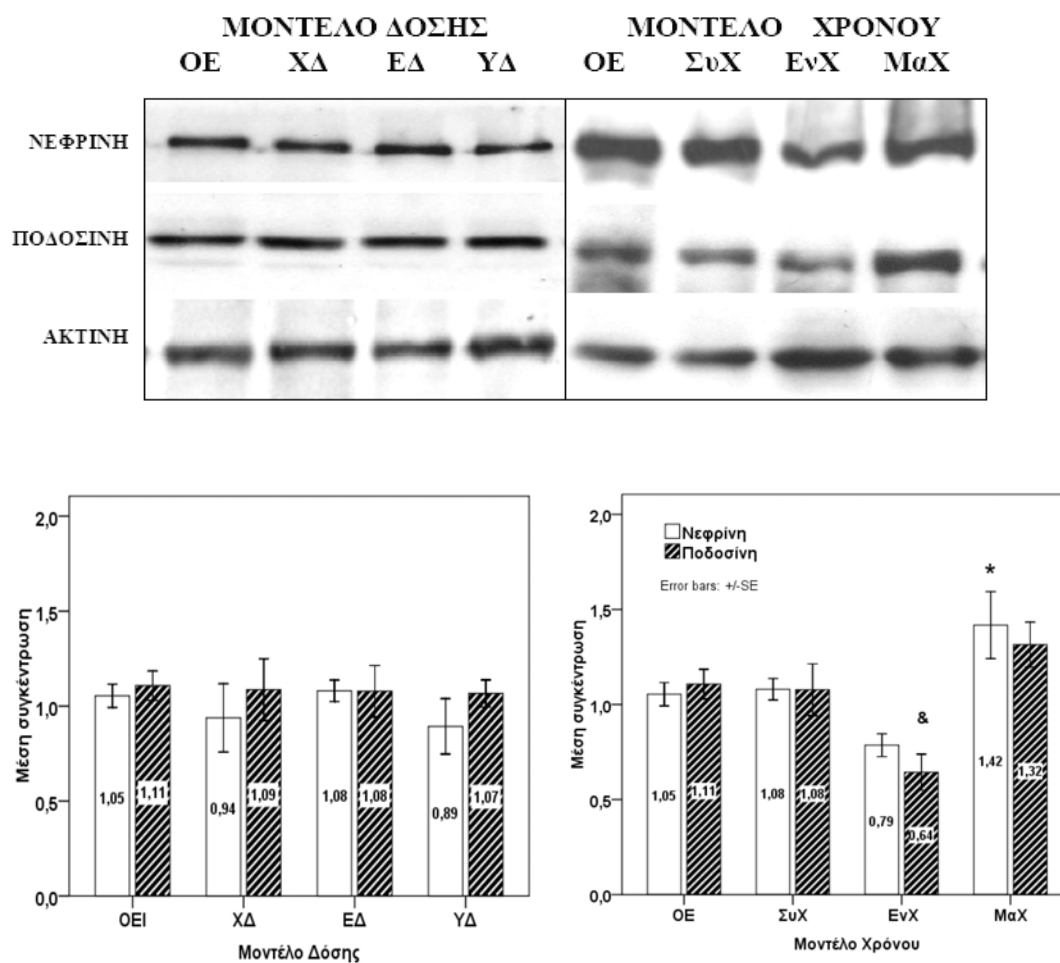 ΜΟΝΤΕΛΟ ΔΟΣΗΣ
ΟΕ ΧΔ ΕΔ ΥΔ
ΜΟΝΤΕΛΟ ΧΡΟΝΟΥ
ΟΕ ΣυΧ ΕνΧ ΜαΧ
ΝΕΦΡΙΝΗ
ΠΟΔΟΣΙΝΗ
ΑΚΤΙΝΗ
Μέση συγκέντρωση
2,0
1,5
1,0
0,5
0,0
1,05 1,11 0,94 1,09 1,08 1,08 0,89 1,07
ΟΕΙ ΧΔ ΕΔ ΥΔ
Μοντέλο Δόσης
Μέση συγκέντρωση
2,0
1,5
1,0
0,5
0,0
Νεφρίνη
Ποδοσίνη
Error bars: +/-SE
*
&
1,05 1,11 1,08 1,08 0,79 0,64 1,42 1,32
ΟΕ ΣυΧ ΕνΧ ΜαΧ
Μοντέλο Χρόνου